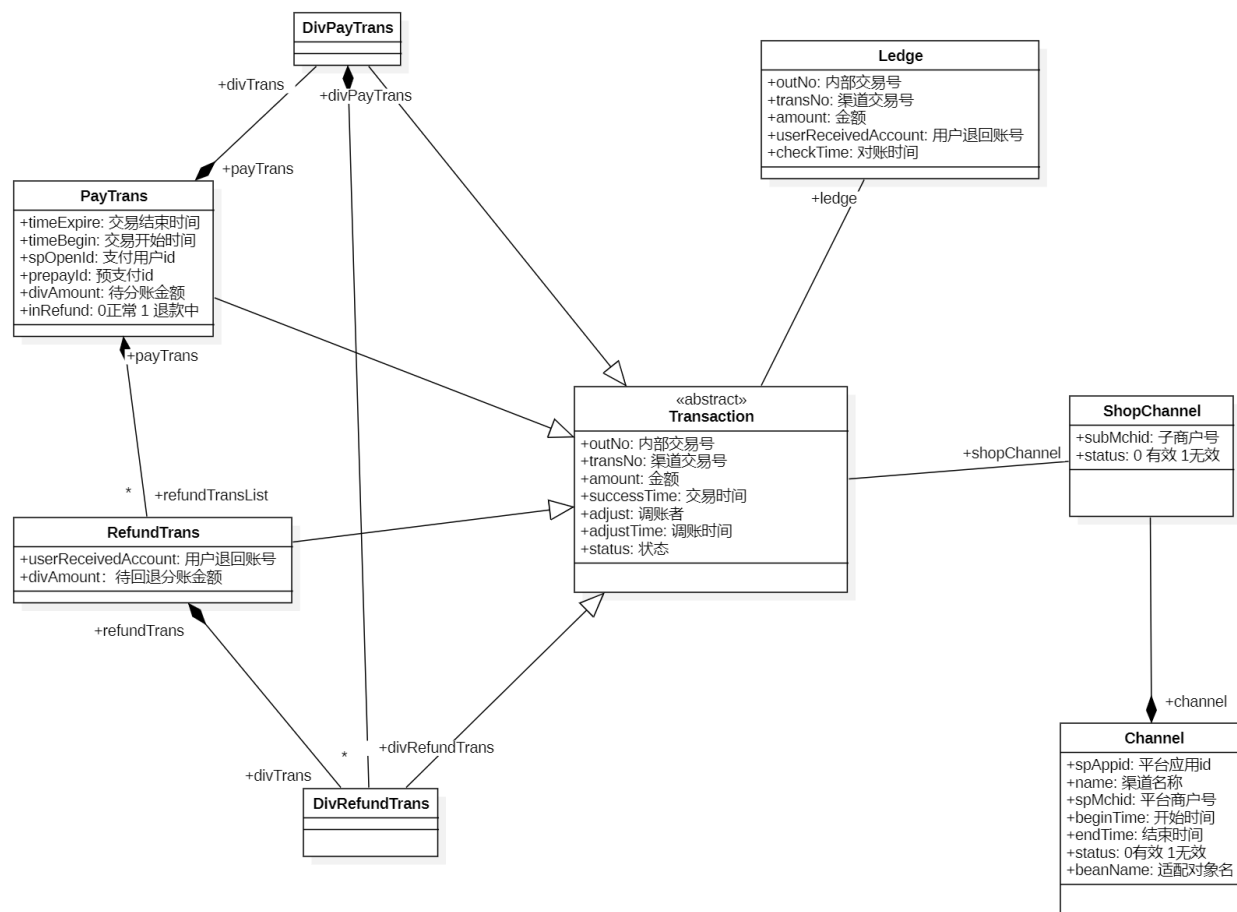 DivPayTrans
+divTrans
+divPayTrans
+payTrans
Ledge
+outNo: 内部交易号
+transNo: 渠道交易号
+amount: 金额
+userReceivedAccount: 用户退回账号
+checkTime: 对账时间
+ledge
PayTrans
+timeExpire: 交易结束时间
+timeBegin: 交易开始时间
+spOpenId: 支付用户id
+prepayId: 预支付id
+divAmount: 待分账金额
+inRefund: 0正常 1 退款中
+payTrans
*
+refundTransList
«abstract»
Transaction
+outNo: 内部交易号
+transNo: 渠道交易号
+amount: 金额
+successTime: 交易时间
+adjust: 调账者
+adjustTime: 调账时间
+status: 状态
+shopChannel
ShopChannel
+subMchid: 子商户号
+status: 0 有效 1无效
RefundTrans
+userReceivedAccount: 用户退回账号
+divAmount：待回退分账金额
+refundTrans
*
+divRefundTrans
+divTrans
DivRefundTrans
+channel
Channel
+spAppid: 平台应用id
+name: 渠道名称
+spMchid: 平台商户号
+beginTime: 开始时间
+endTime: 结束时间
+status: 0有效 1无效
+beanName: 适配对象名